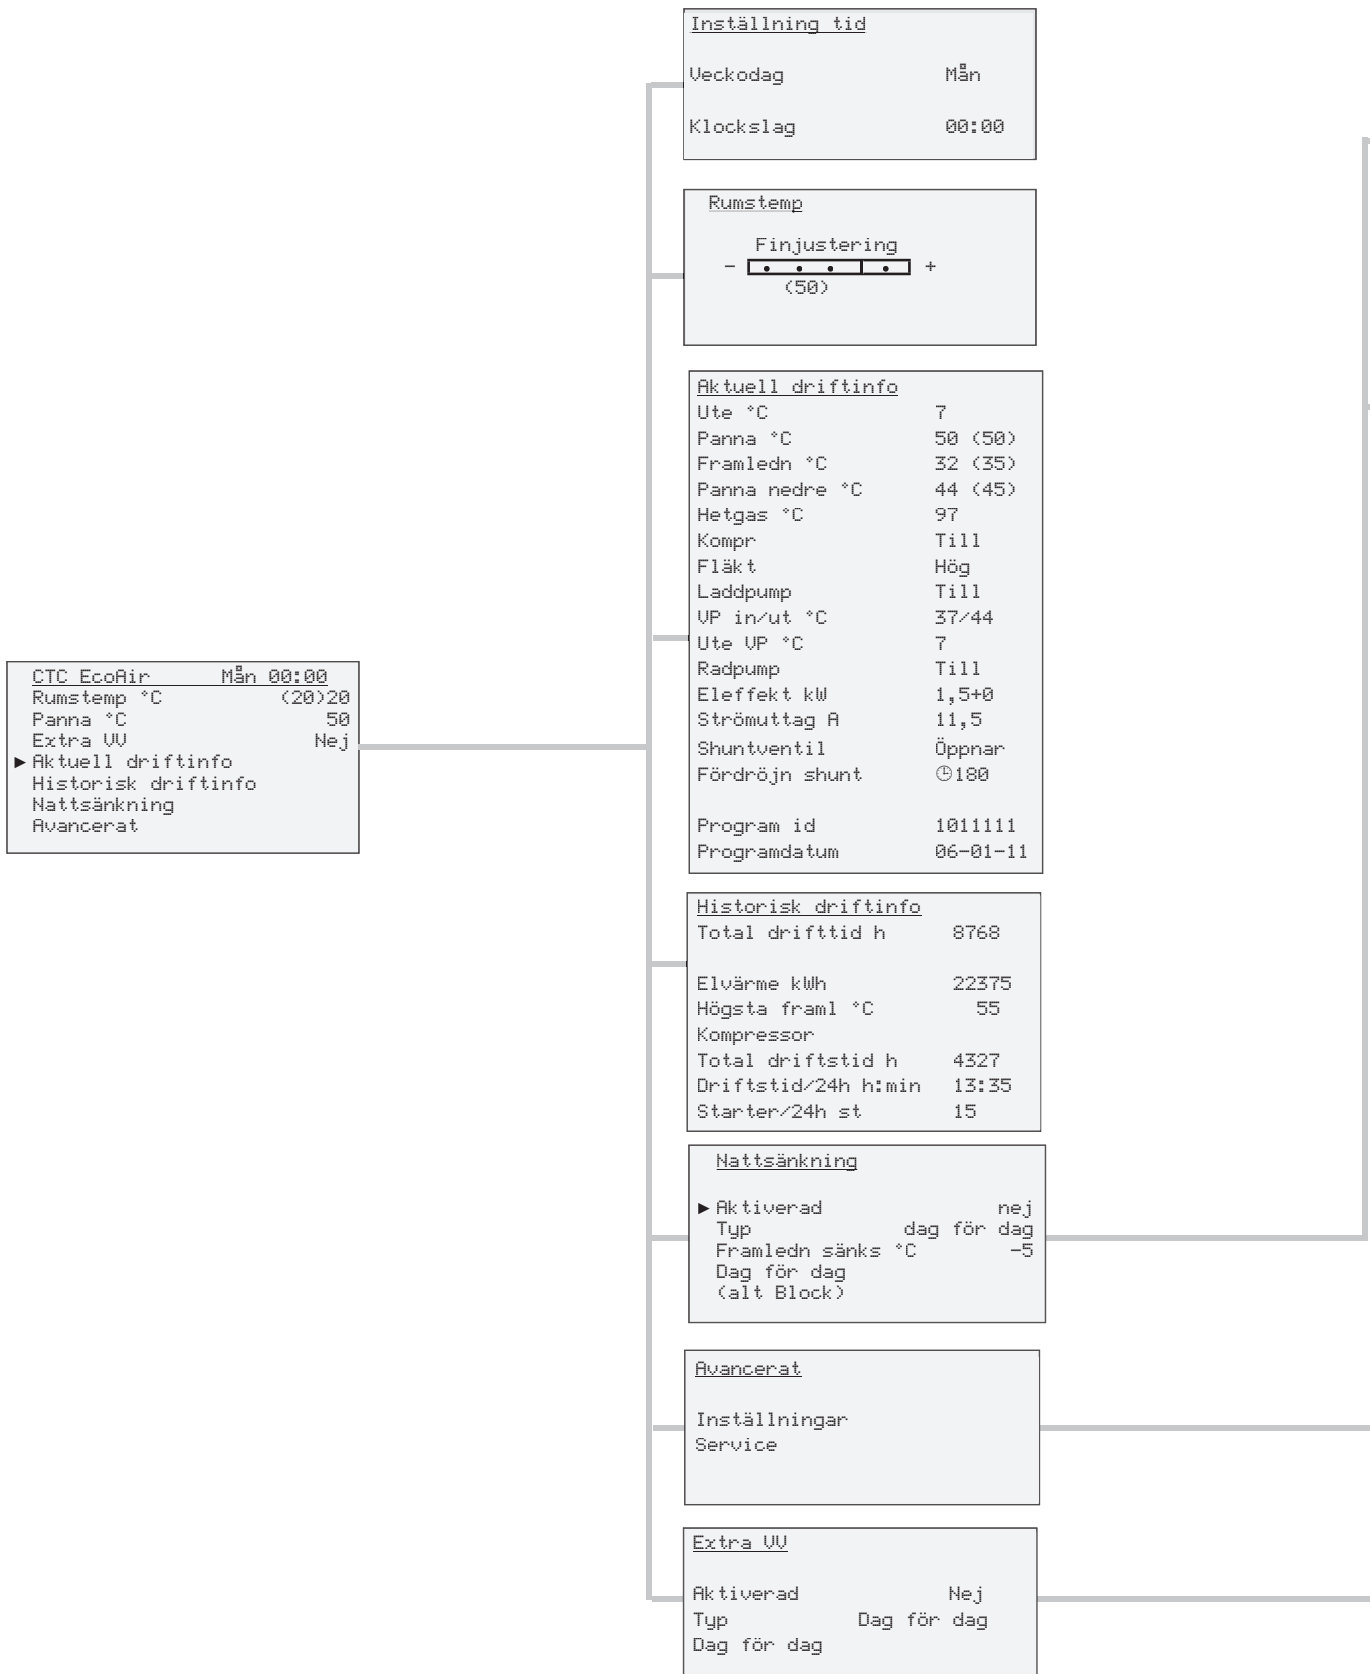 Inställning tid
Veckodag Mån
Klockslag 00:00
Rumstemp
Finjustering
- +
(50)
Aktuell driftinfo
Ute °C 7
Panna °C 50 (50)
Framledn °C 32 (35)
Panna nedre °C 44 (45)
Hetgas °C 97
Kompr Till
Fläkt Hög
Laddpump Till
VP in/ut °C 37/44
Ute VP °C 7
Radpump Till
Eleffekt kW 1,5+0
Strömuttag A 11,5
Shuntventil Öppnar
Fördröjn shunt 180
Program id 1011111
Programdatum 06-01-11
CTC EcoAir Mån 00:00
Rumstemp °C (20)20
Panna °C 50
Extra VV Nej
►Aktuell driftinfo
Historisk driftinfo
Nattsänkning
Avancerat
Historisk driftinfo
Total drifttid h 8768
Elvärme kWh 22375
Högsta framl °C 55
Kompressor
Total driftstid h 4327
Driftstid/24h h:min 13:35
Starter/24h st 15
Nattsänkning
►Aktiverad nej
Typ dag för dag
Framledn sänks °C -5
Dag för dag
(alt Block)
Avancerat
Inställningar
Service
Extra VV
Aktiverad Nej
Typ Dag för dag
Dag för dag